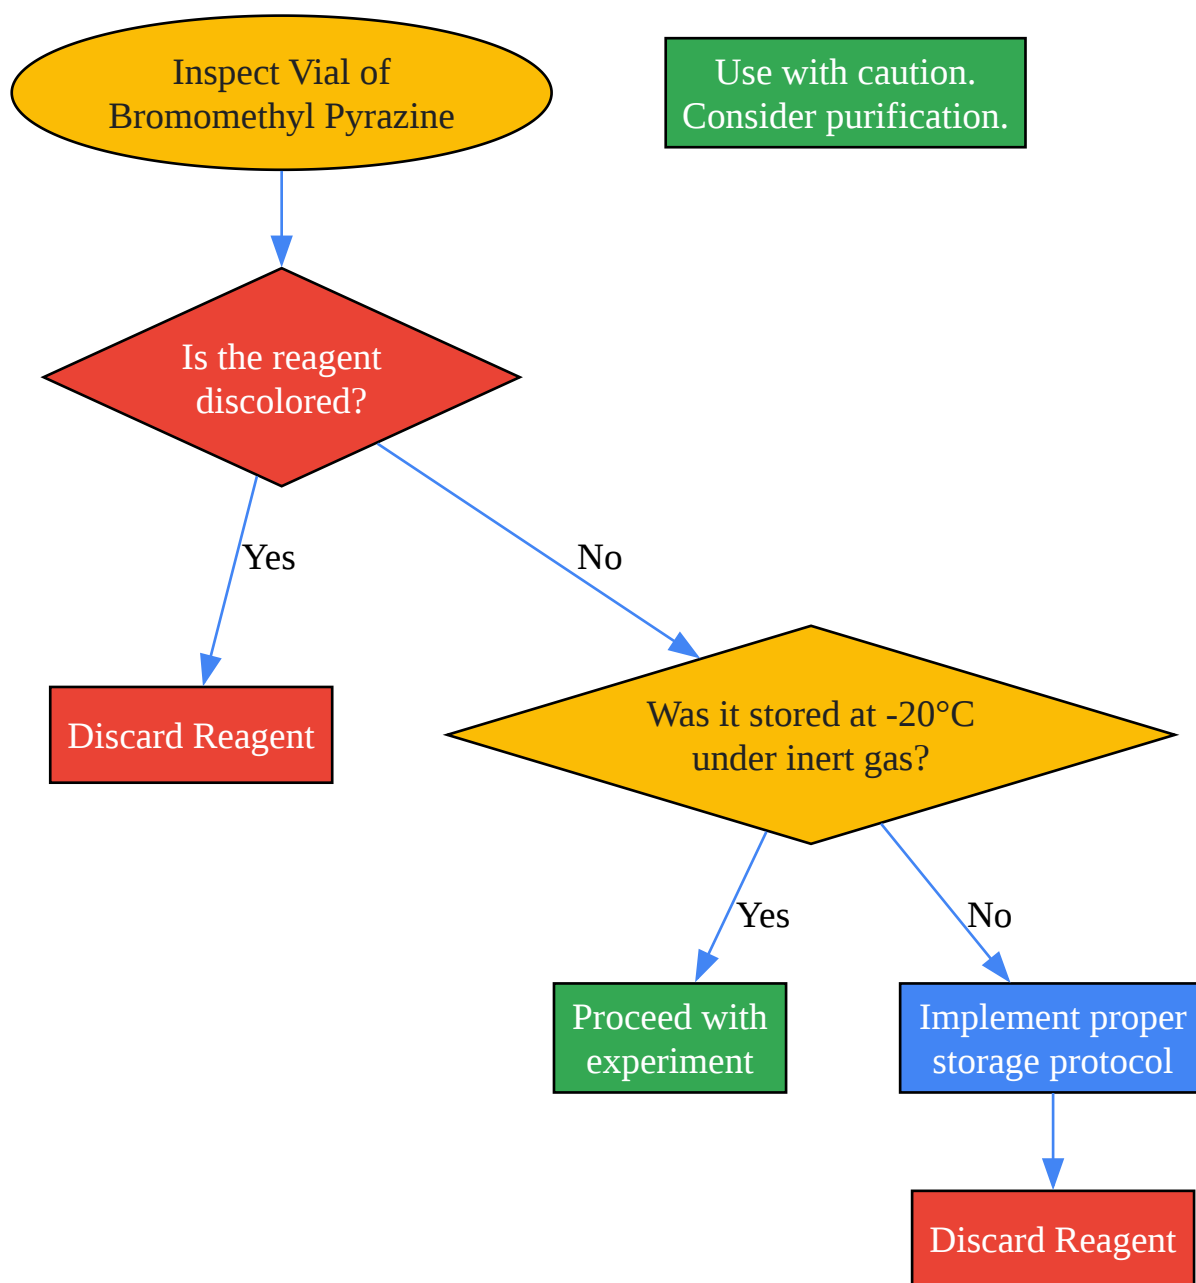 Inspect Vial of
Bromomethyl Pyrazine
Use with caution.
Consider purification.
Is the reagent
discolored?
Yes
No
Discard Reagent
Was it stored at -20°C
under inert gas?
Yes
No
Proceed with
experiment
Implement proper
storage protocol
Discard Reagent